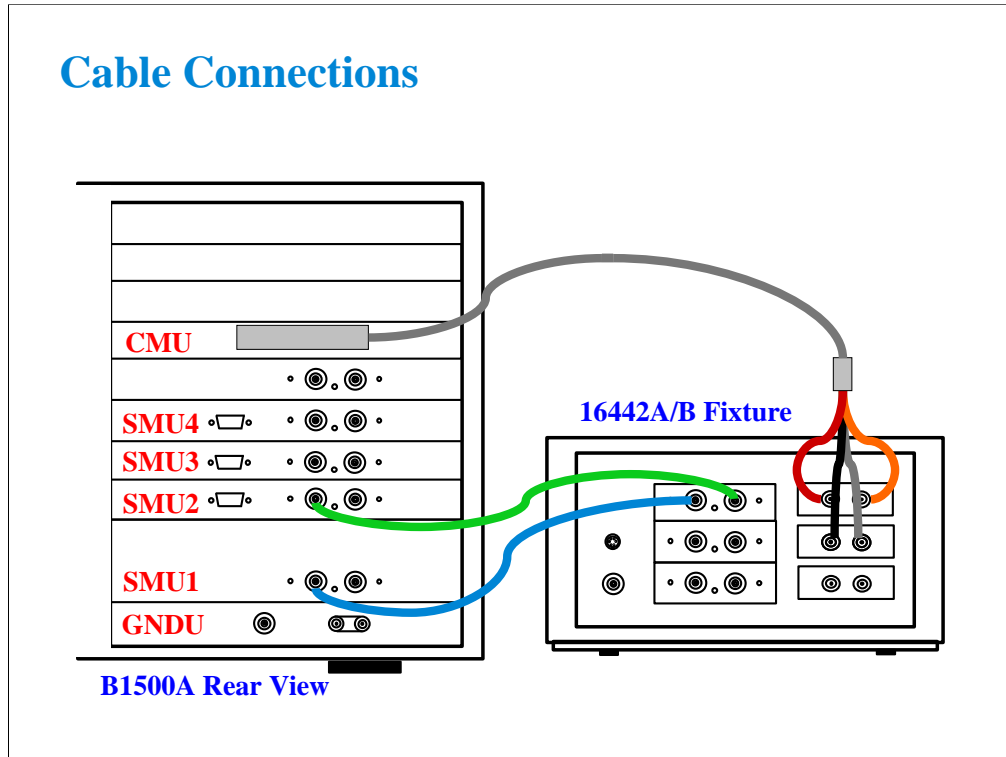 Cable Connections
CMU
16442A/B Fixture
SMU4
SMU3
SMU2
SMU1
GNDU
B1500A Rear View